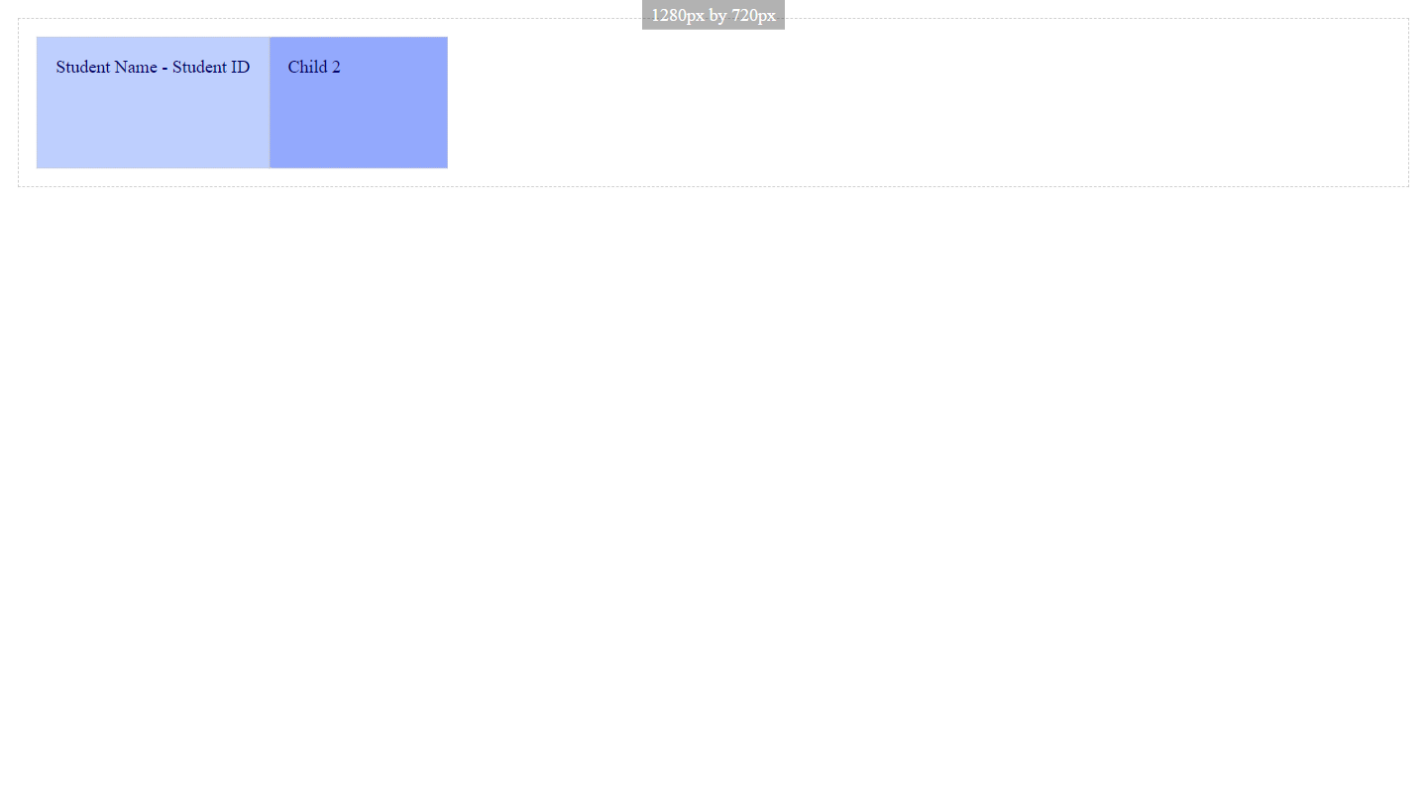 1280px by 720px
Student Name - Student ID
Child 2